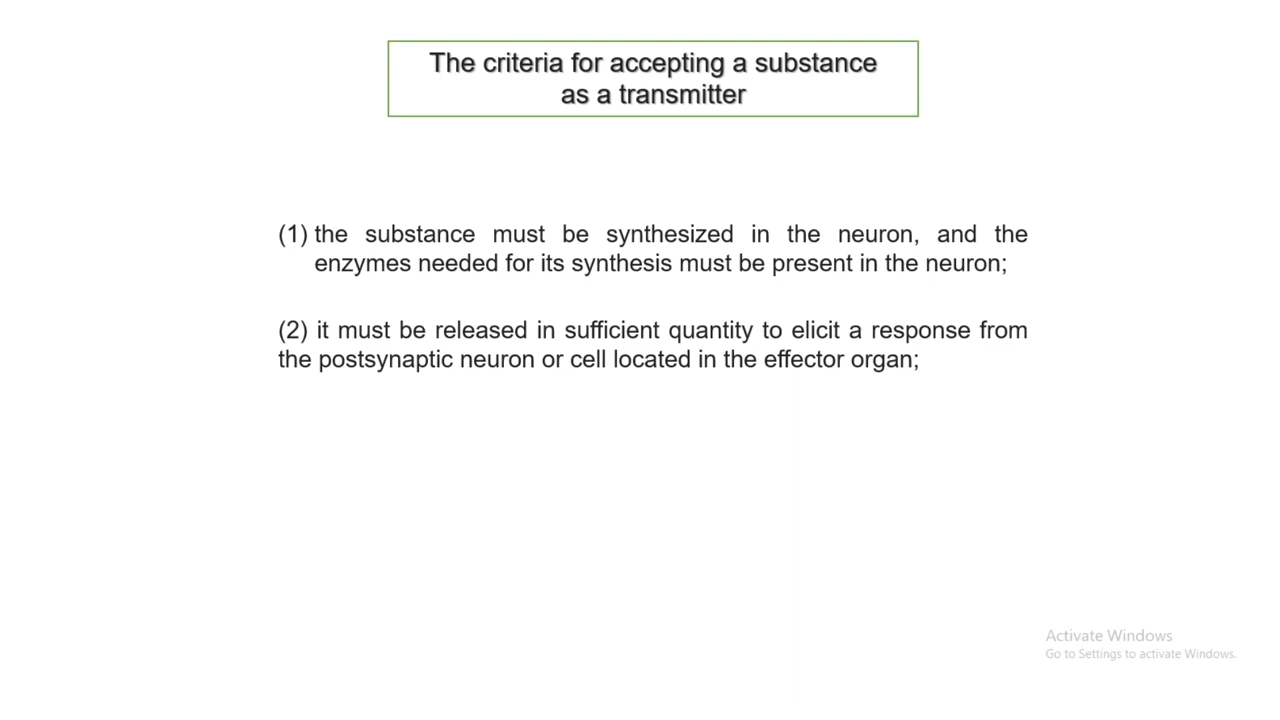 The criteria for accepting a substance
as a transmitter
(1) the substance must be synthesized in the neuron, and the
enzymes needed for its synthesis must be present in the neuron;
(2) it must be released in sufficient quantity to elicit a response from
the postsynaptic neuron or cell located in the effector organ;
Activate Windows
Go to Settings to activate Windows.